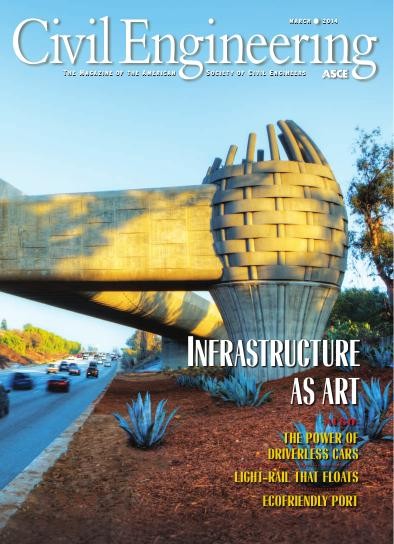 MARCH 2014
Civil Engineering
THE MAGAZINE OF THE AMERICAN SOCIETY OF CIVIL ENGINEERS
ASCE
INFRASTRUCTURE
AS ART
ALSO:
THE POWER OF
DRIVERLESS CARS
LIGHT-RAIL THAT FLOATS
ECOFRIENDLY PORT